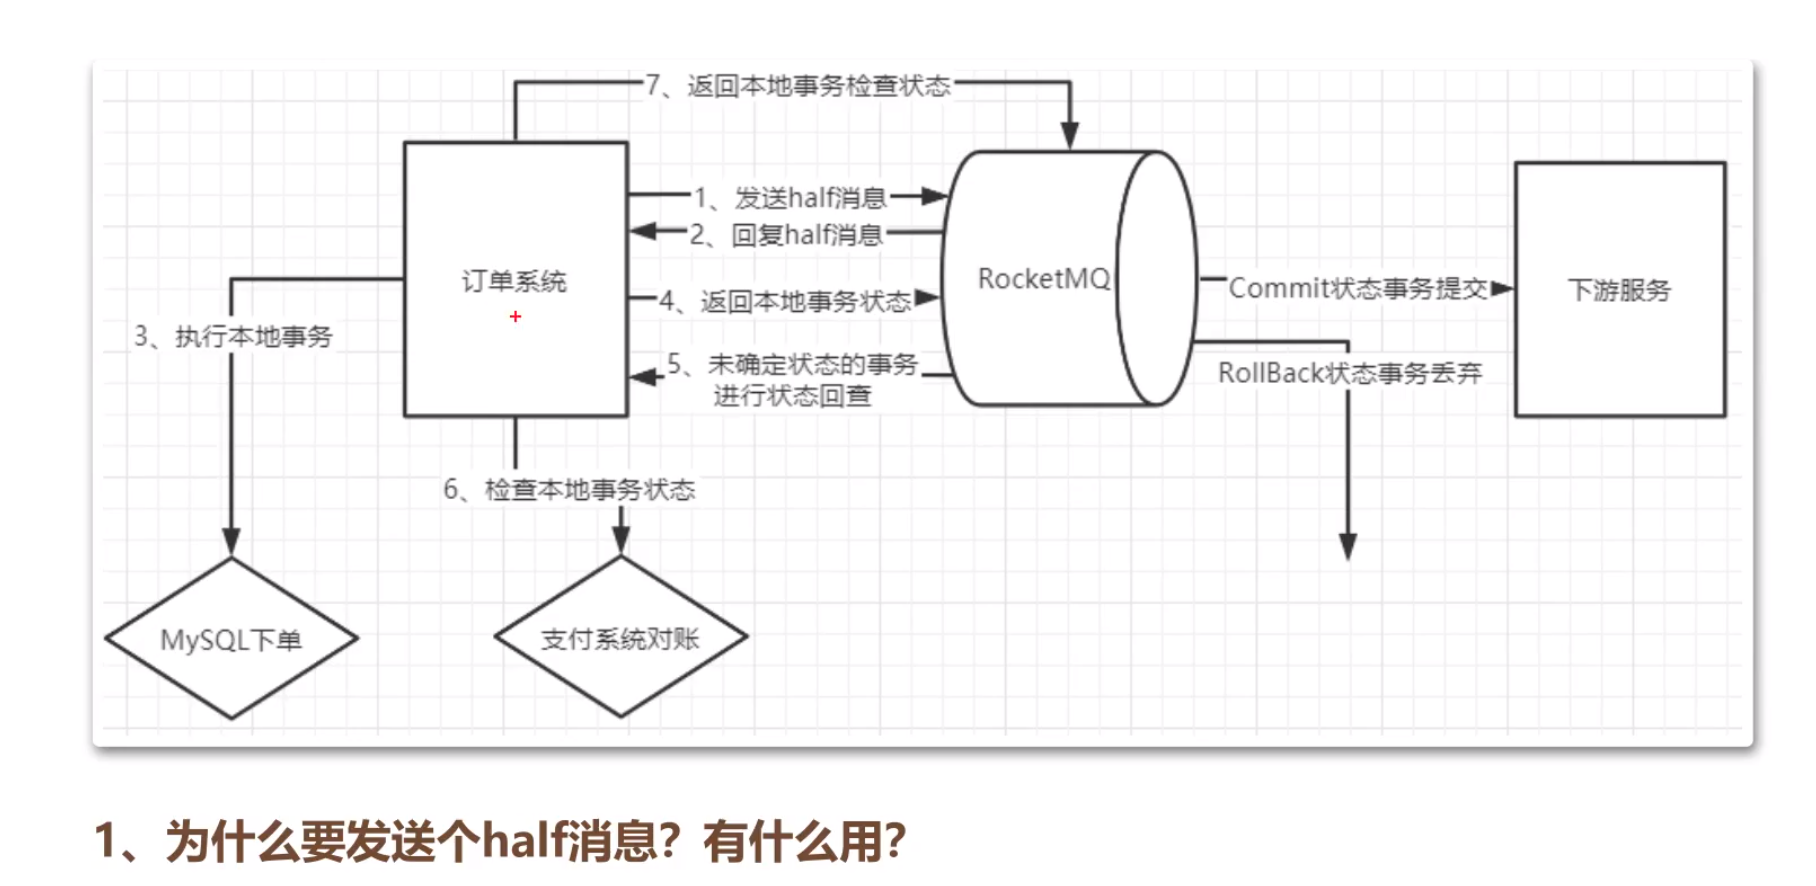 7、返回本地事务检查状态
1、发送half消息
2、回复half消息
订单系统
RocketMQ
Commit状态事务提交
下游服务
4、返回本地事务状态
3、执行本地事务
5、未确定状态的事务
进行状态回查
RollBack状态事务丢弃
6、检查本地事务状态
MySQL下单
支付系统对账
1、为什么要发送个half消息？有什么用？